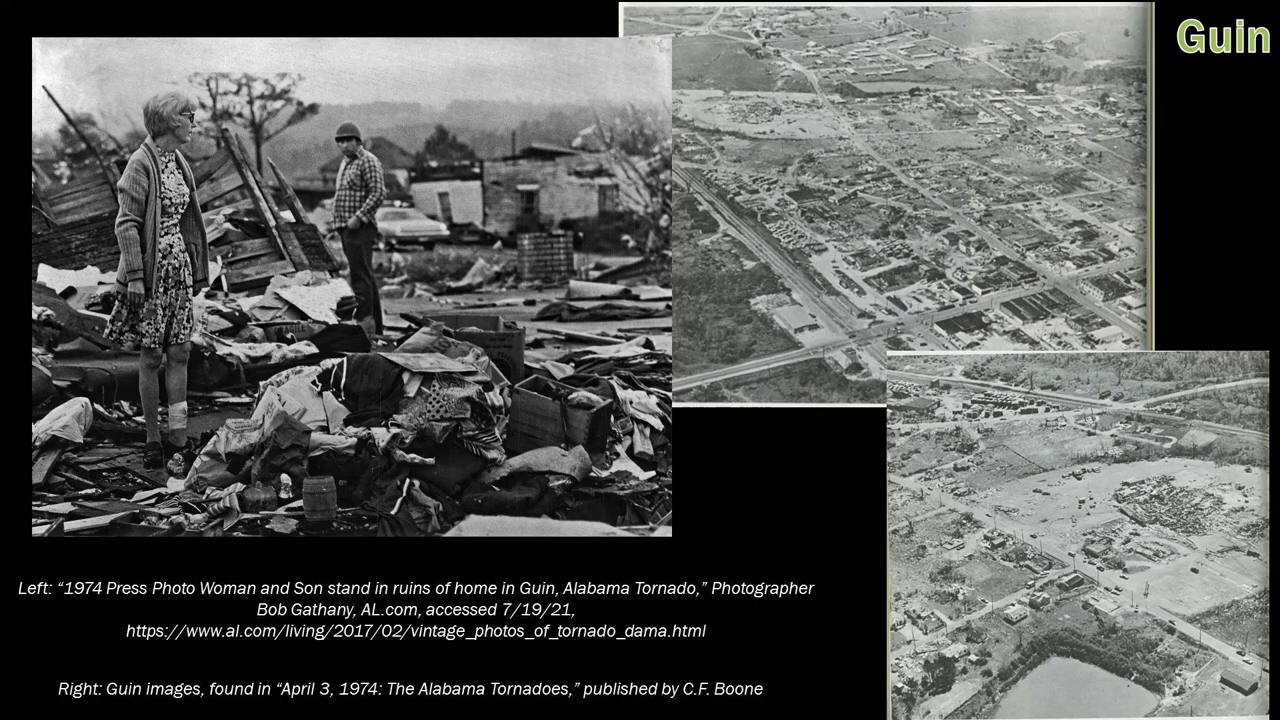 Guin
Left: “1974 Press Photo Woman and Son stand in ruins of home in Guin, Alabama Tornado,” Photographer
Bob Gathany, AL.com, accessed 7/19/21,
https://www.al.com/living/2017/02/vintage_photos_of_tornado_dama.html
Right: Guin images, found in “April 3, 1974: The Alabama Tornadoes,” published by C.F. Boone